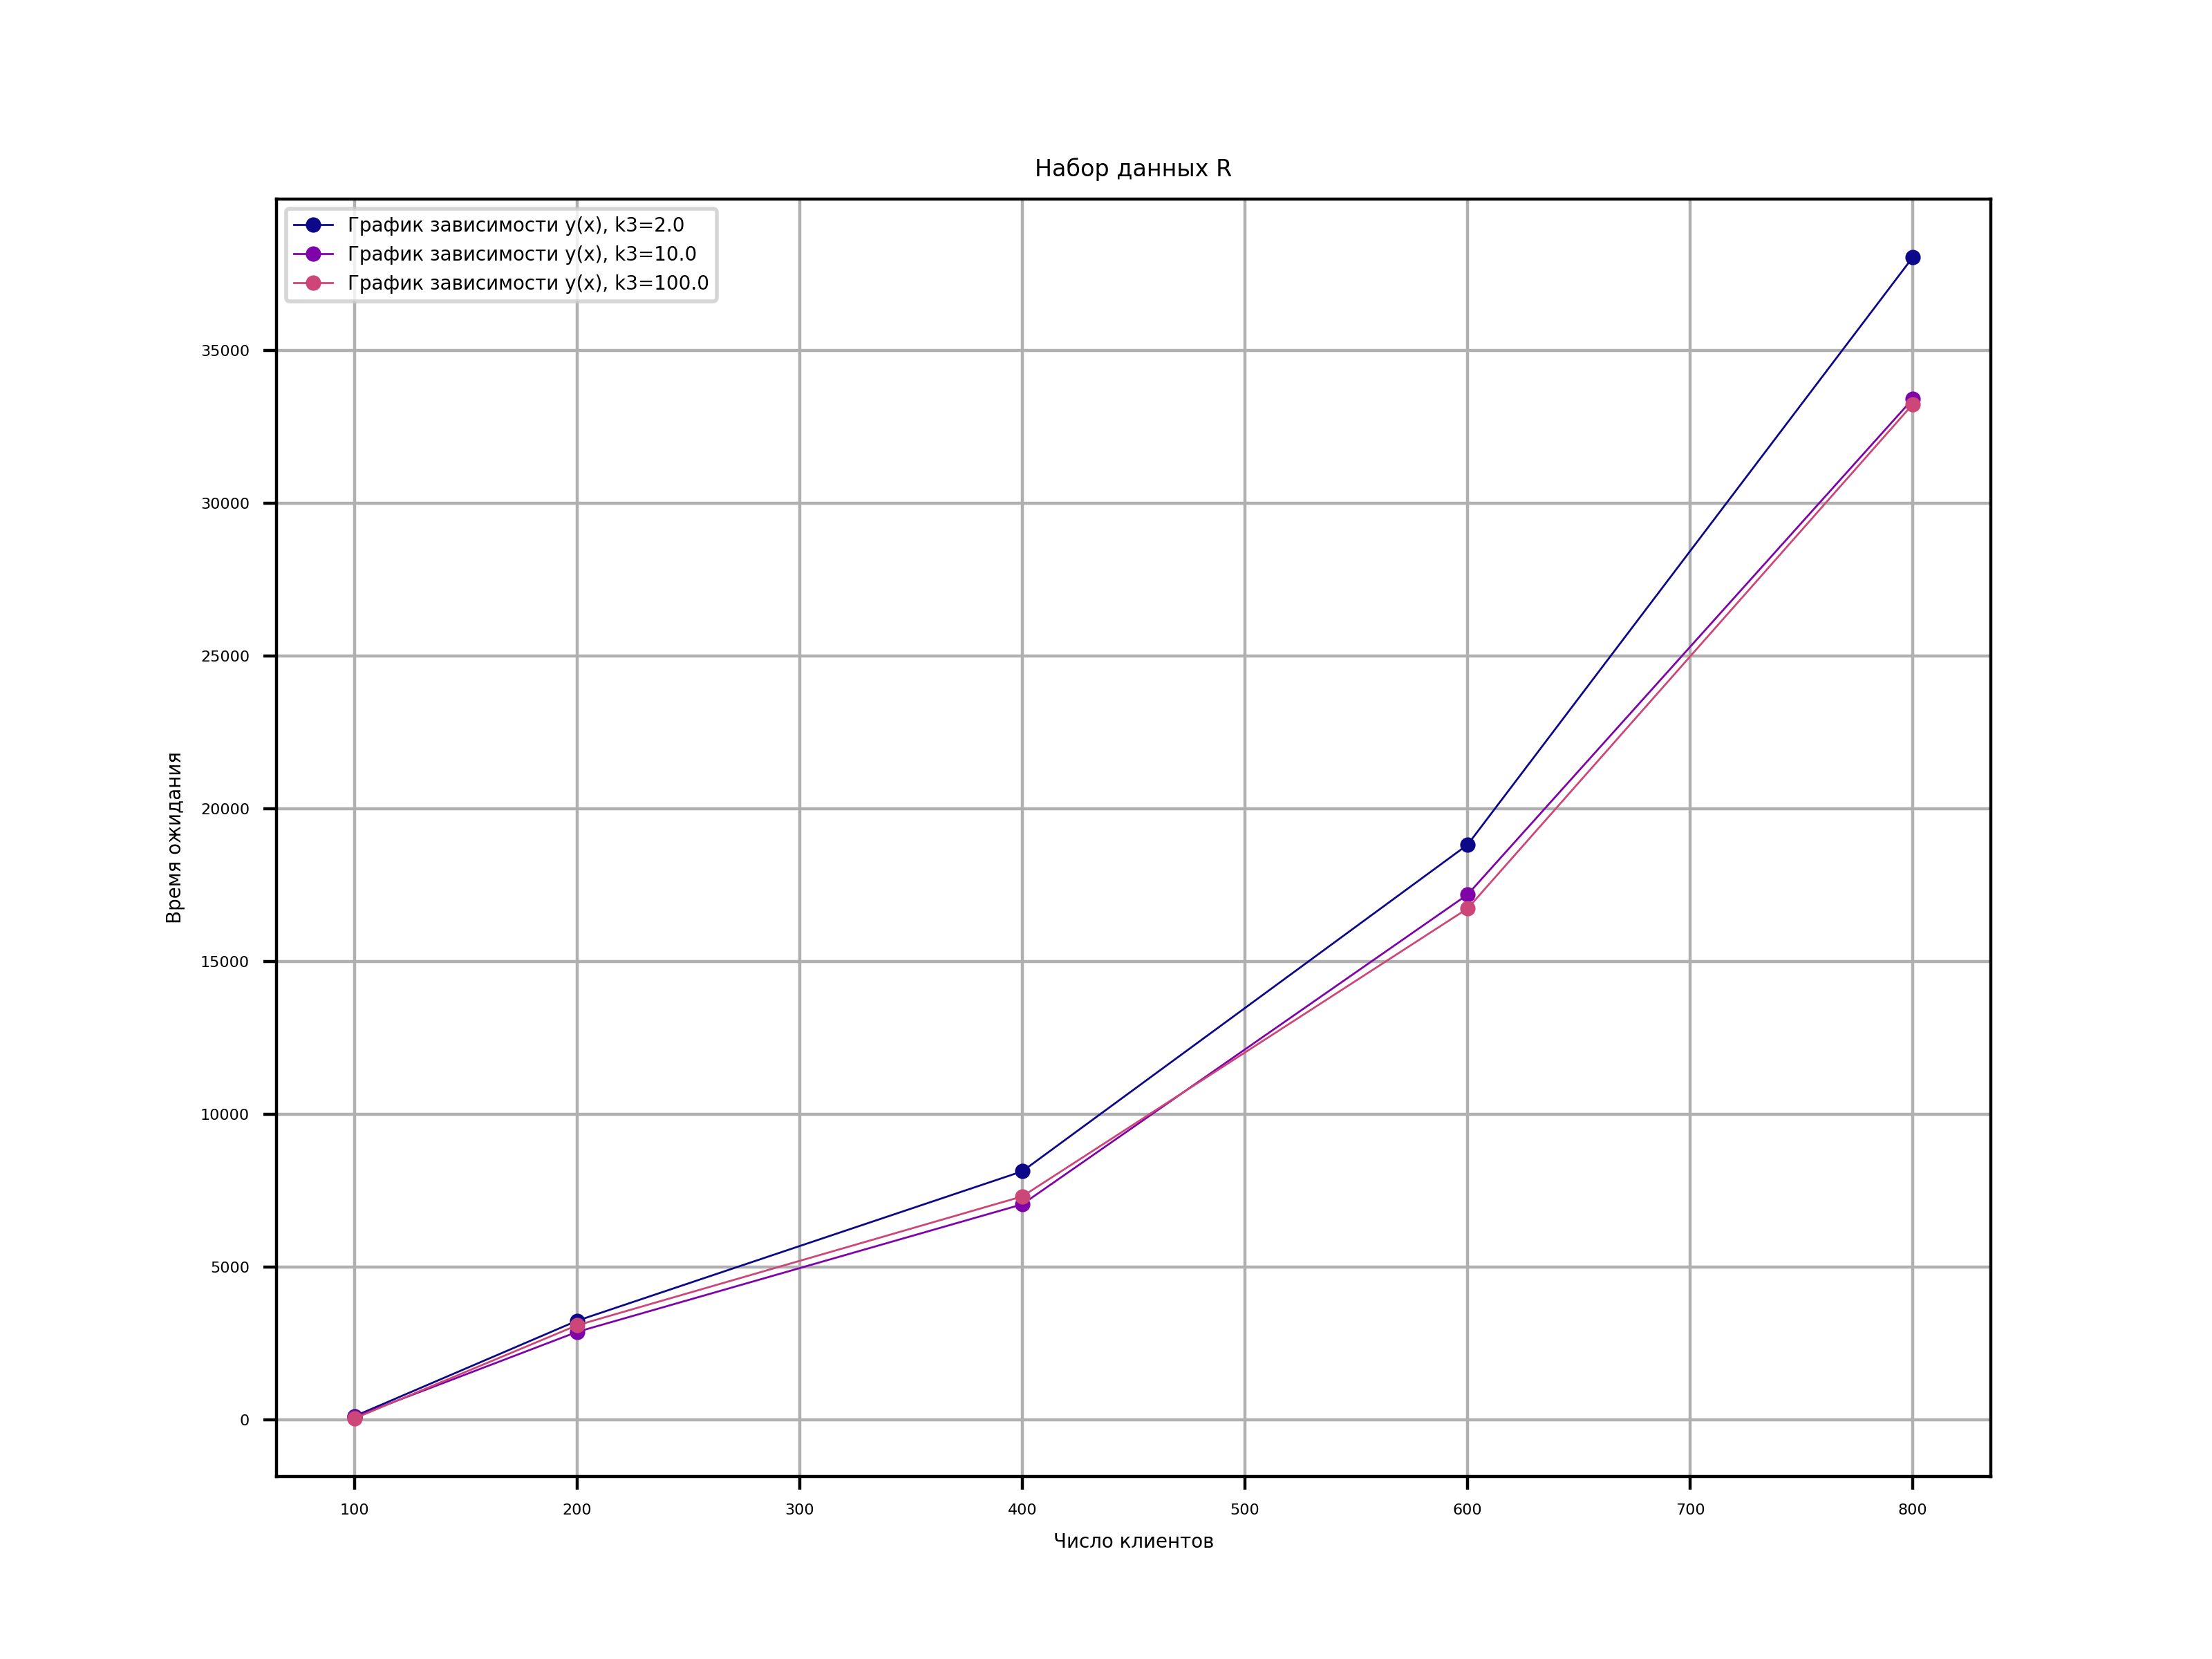 Набор данных R
График зависимости y(x), k3=2.0
График зависимости y(x), k3=10.0
График зависимости y(x), k3=100.0
35000
30000
25000
20000
15000
10000
5000
0
Время ожидания
100 200 300 400 500 600 700 800
Число клиентов